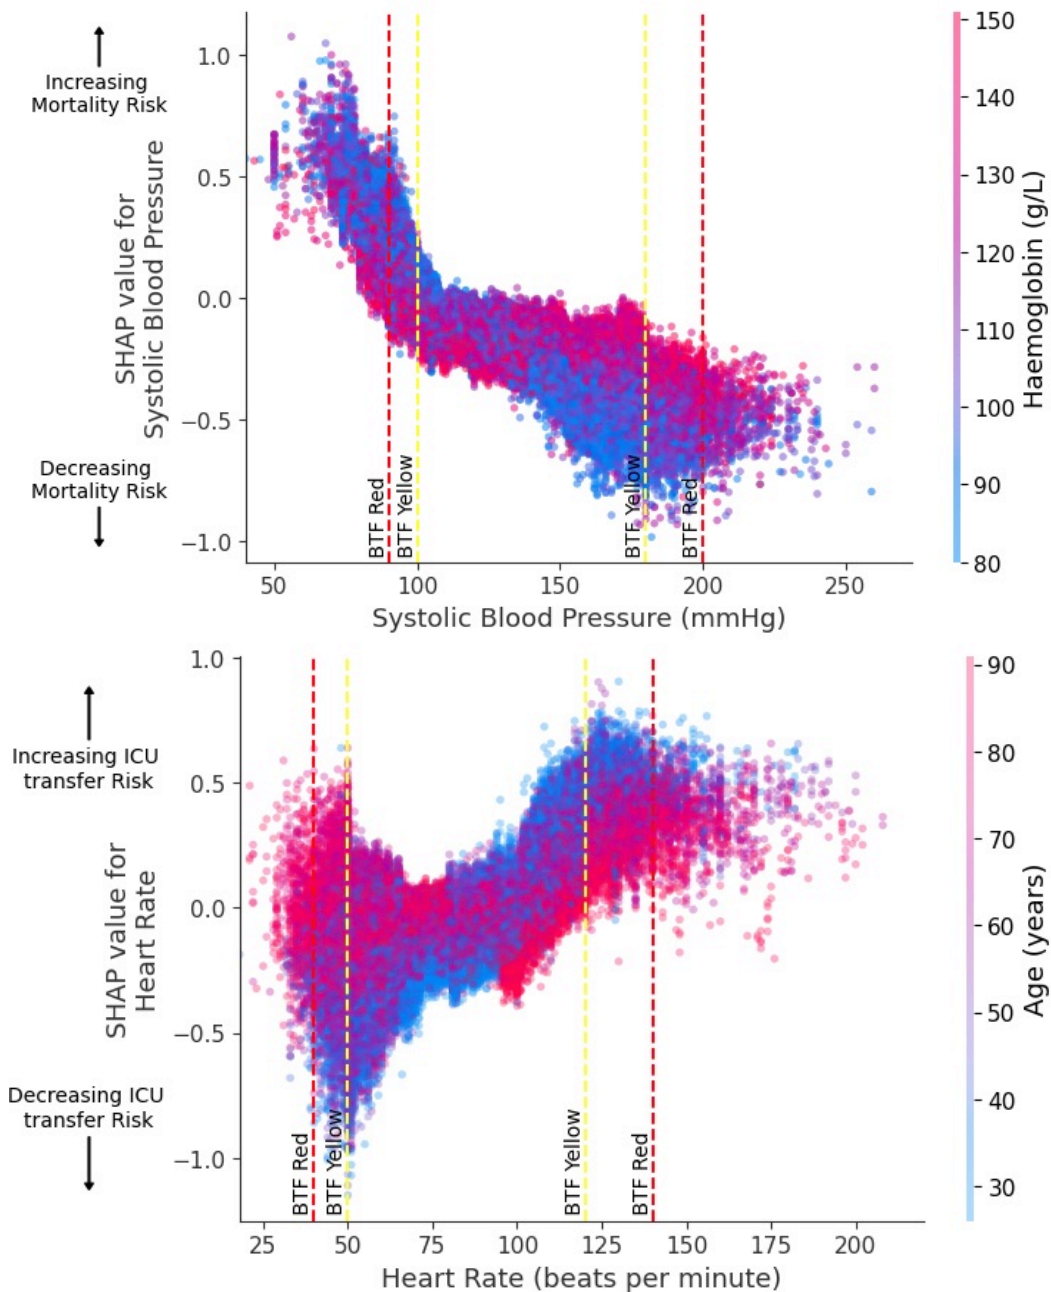 Increasing
Mortality Risk
SHAP value for
Systolic Blood Pressure
Decreasing
Mortality Risk
1.0
0.5
0.0
−0.5
−1.0
BTF Red
BTF Yellow
BTF Yellow
BTF Red
50
100
150
200
250
Systolic Blood Pressure (mmHg)
150
140
130
120
110
100
90
80
Haemoglobin (g/L)
Increasing ICU
transfer Risk
SHAP value for
Heart Rate
Decreasing ICU
transfer Risk
1.0
0.5
0.0
−0.5
−1.0
BTF Red
BTF Yellow
BTF Yellow
BTF Red
25
50
75
100
125
150
175
200
Heart Rate (beats per minute)
90
80
70
60
50
40
30
Age (years)